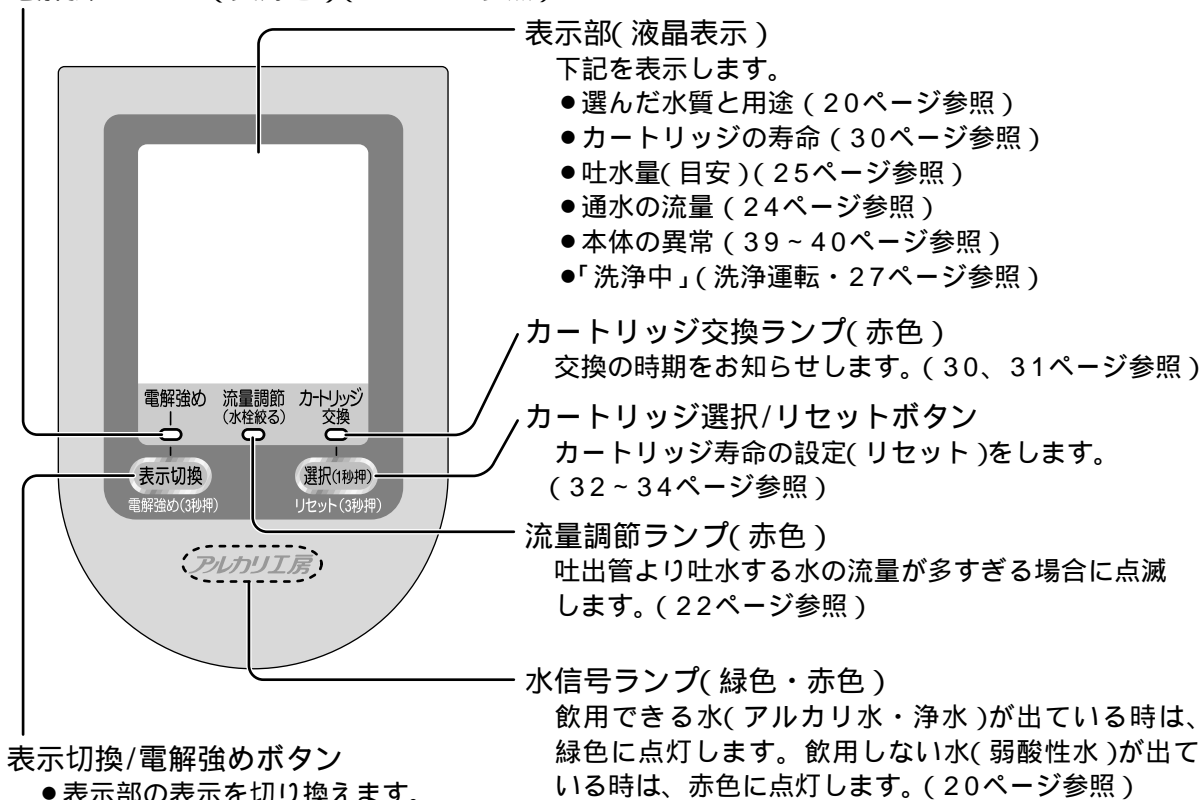 表示部(液晶表示)
下記を表示します。
●選んだ水質と用途(20ページ参照)
●カートリッジの寿命(30ページ参照)
●吐水量(目安)(25ページ参照)
●通水の流量(24ページ参照)
●本体の異常(39~40ページ参照)
●「洗浄中」(洗浄運転・27ページ参照)
カートリッジ交換ランプ(赤色)
交換の時期をお知らせします。(30、31ページ参照)
カートリッジ選択/リセットボタン
カートリッジ寿命の設定(リセット)をします。
(32~34ページ参照)
流量調節ランプ(赤色)
吐出管より吐水する水の流量が多すぎる場合に点滅
します。(22ページ参照)
水信号ランプ(緑色・赤色)
飲用できる水(アルカリ水・浄水)が出ている時は、
緑色に点灯します。飲用しない水(弱酸性水)が出て
いる時は、赤色に点灯します。(20ページ参照)
電解強め 流量調節 カートリッジ
(水栓絞る) 交換
表示切換 選択(1秒押)
電解強め(3秒押) リセット(3秒押)
アルカリ工房
表示切換/電解強めボタン
●表示部の表示を切り換えます。